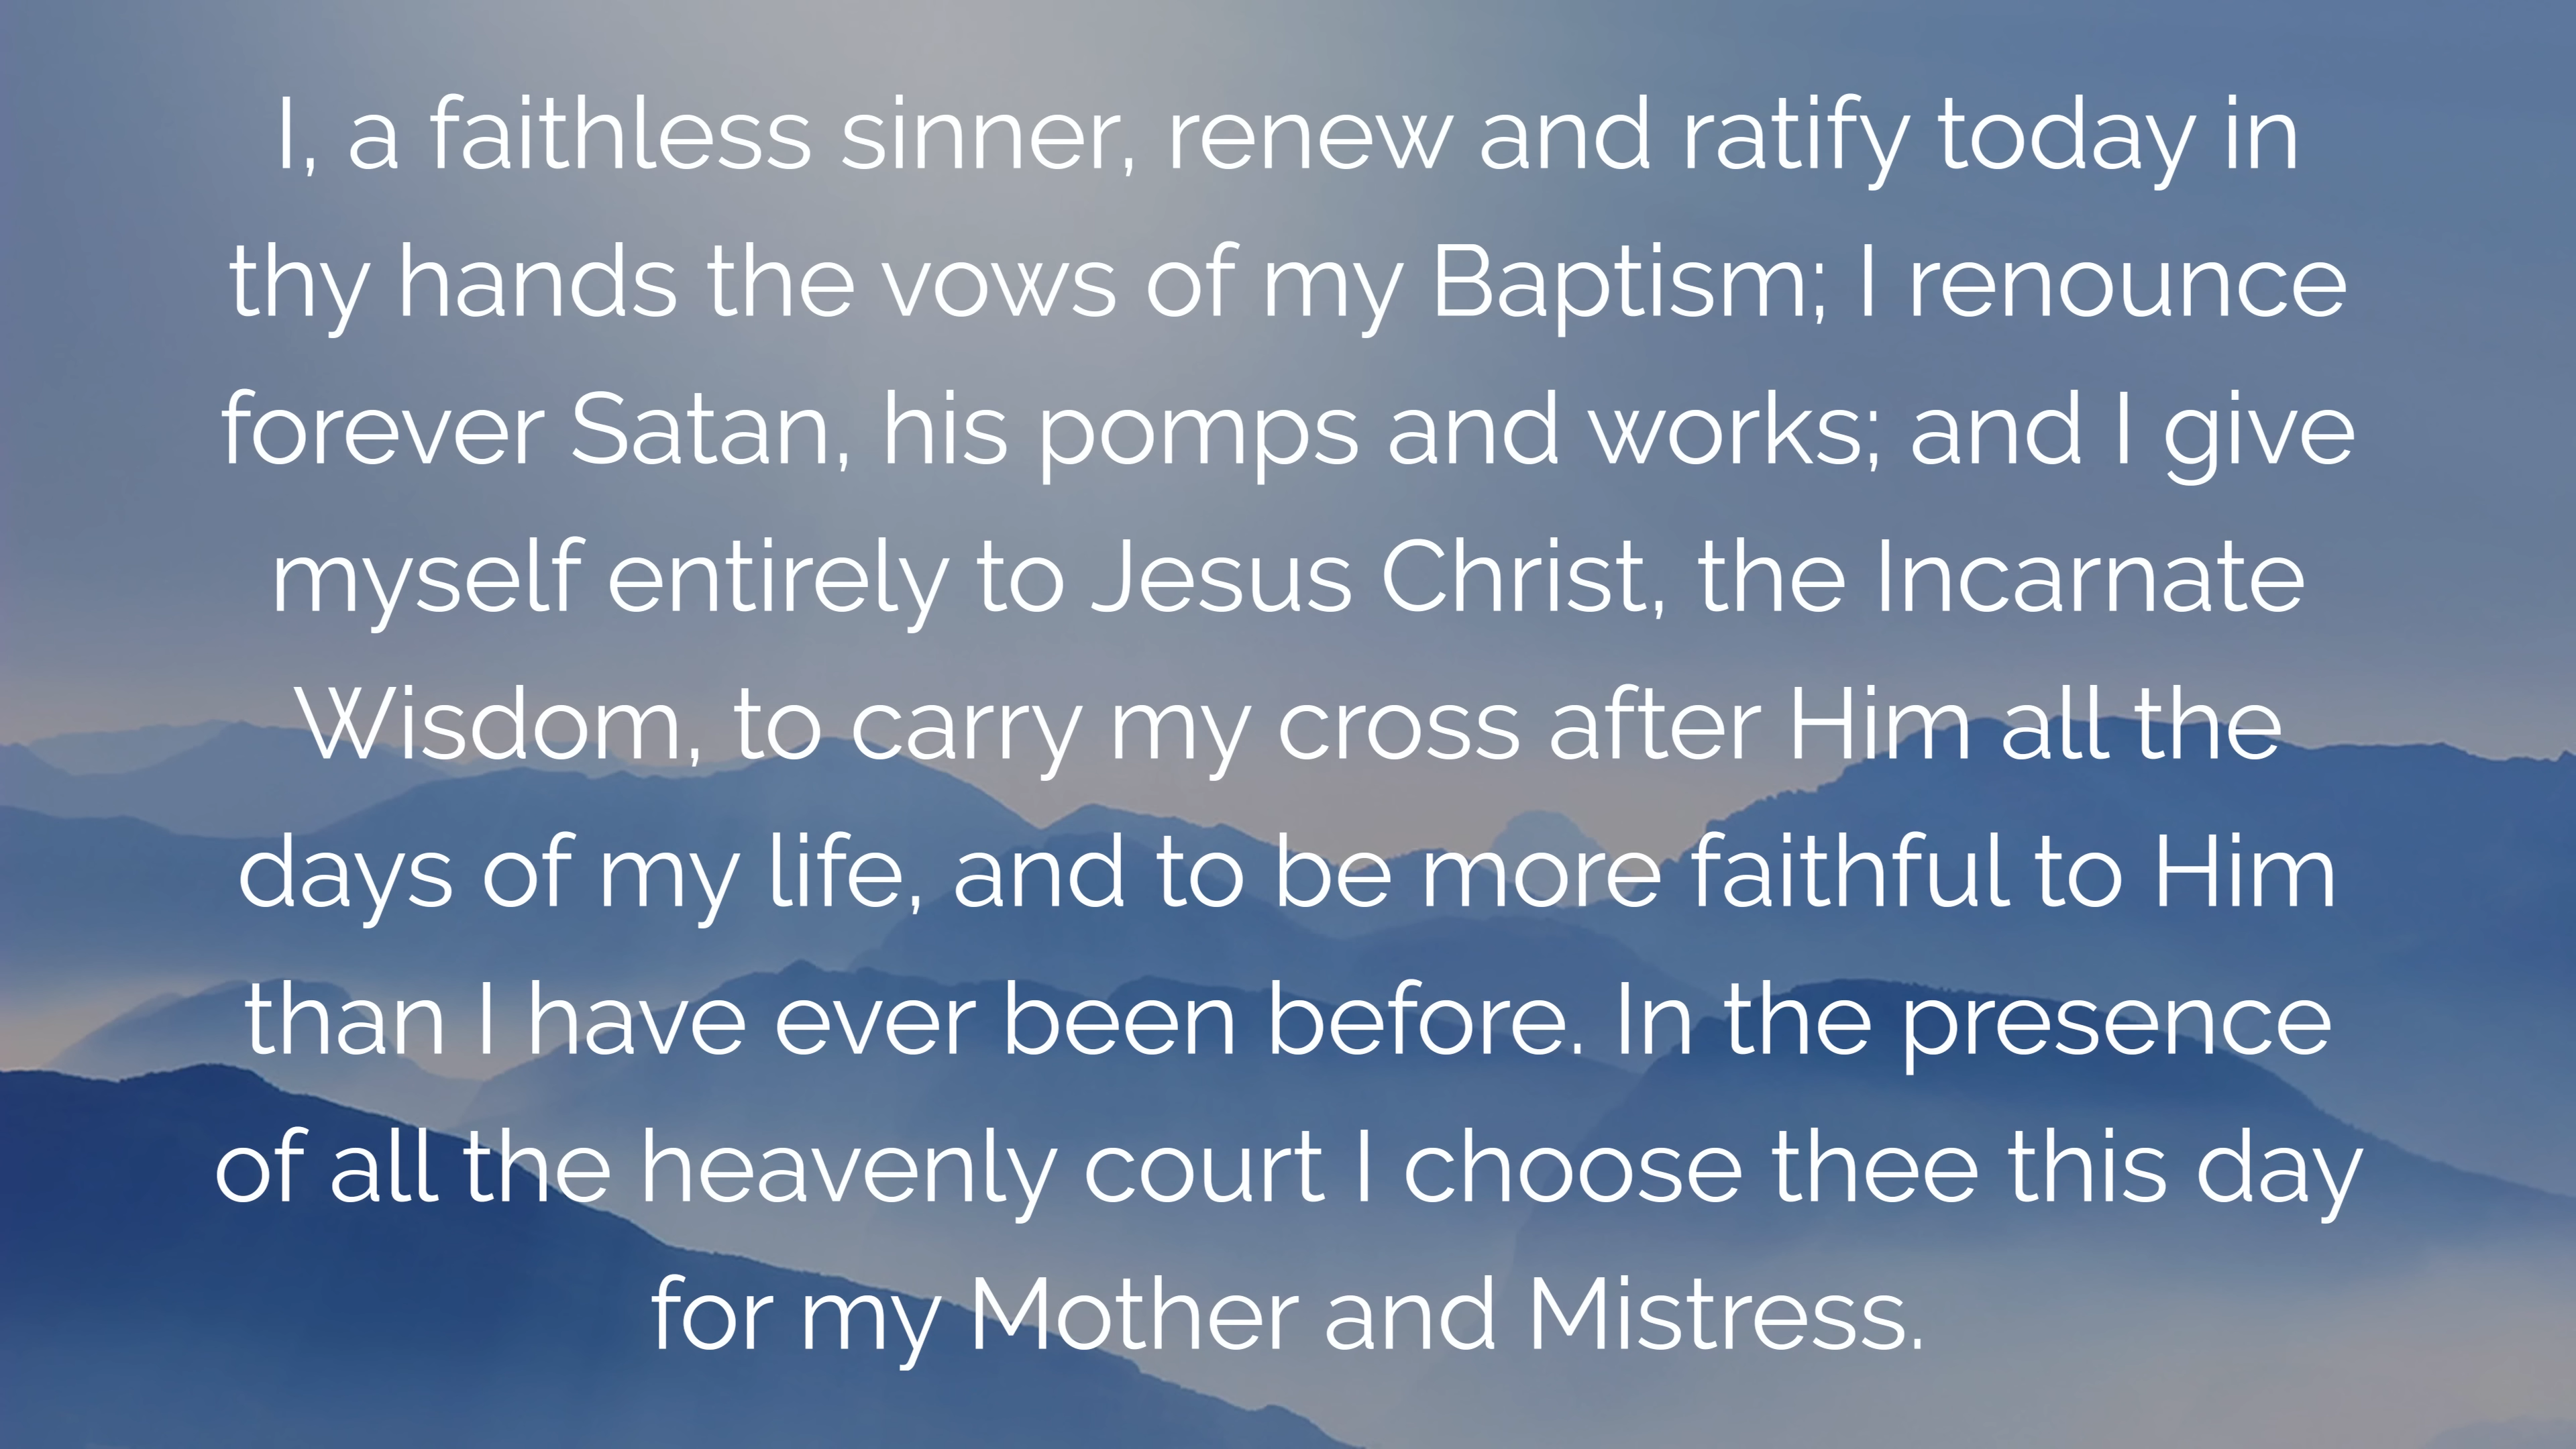 I, a faithless sinner, renew and ratify today in
thy hands the vows of my Baptism; I renounce
forever Satan, his pomps and works; and I give
myself entirely to Jesus Christ, the Incarnate
Wisdom, to carry my cross after Him all the
days of my life, and to be more faithful to Him
than I have ever been before. In the presence
of all the heavenly court I choose thee this day
for my Mother and Mistress.